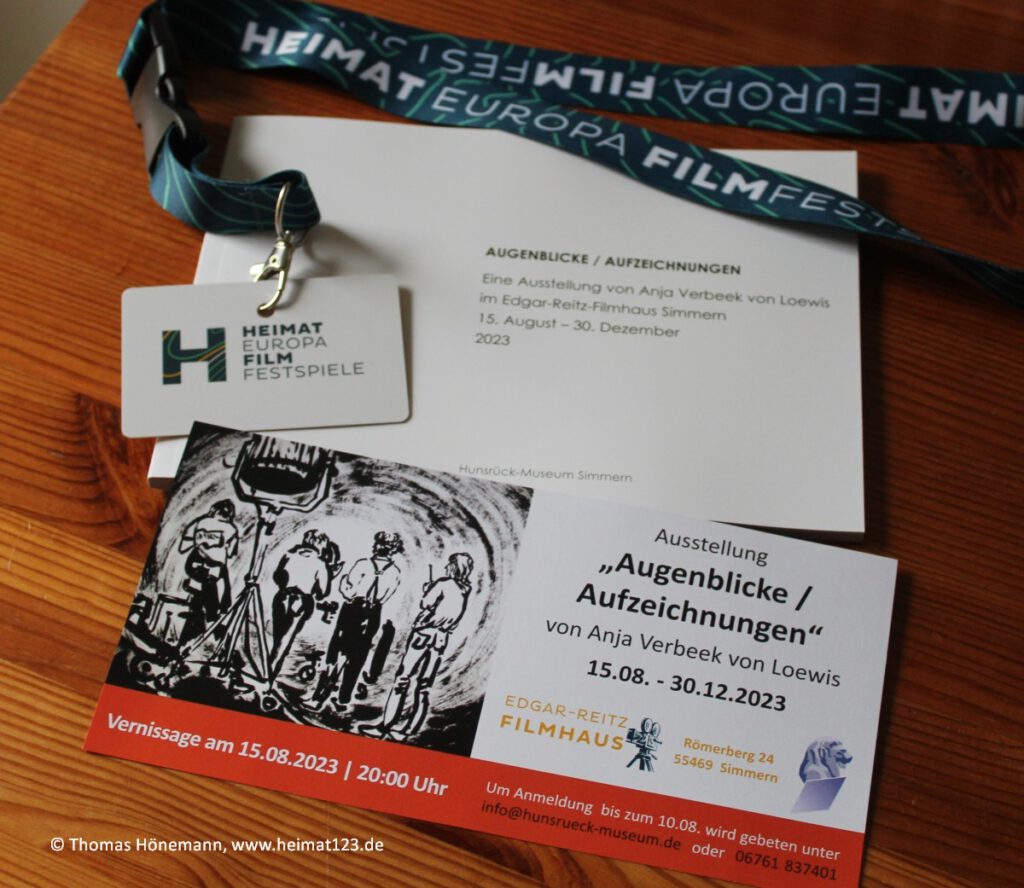 HEIMAT EUROPA FILMFESTS
HEIMAT EUROPA FILMFESTSP
AUGENBLICKE / AUFZEICHNUNGEN
Eine Ausstellung von Anja Verbeek von Loewis
im Edgar-Reitz-Filmhaus Simmern
15. August – 30. Dezember
2023
Hunsrück-Museum Simmern
H
HEIMAT
EUROPA
FILM
FESTSPIELE
Ausstellung
„Augenblicke /
Aufzeichnungen“
von Anja Verbeek von Loewis
15.08. - 30.12.2023
EDGAR-REITZ
FILMHAUS
Römerberg 24
55469 Simmern
Vernissage am 15.08.2023 | 20:00 Uhr
Um Anmeldung bis zum 10.08. wird gebeten unter
info@hunsrueck-museum.de oder 06761 837401
© Thomas Hönemann, www.heimat123.de